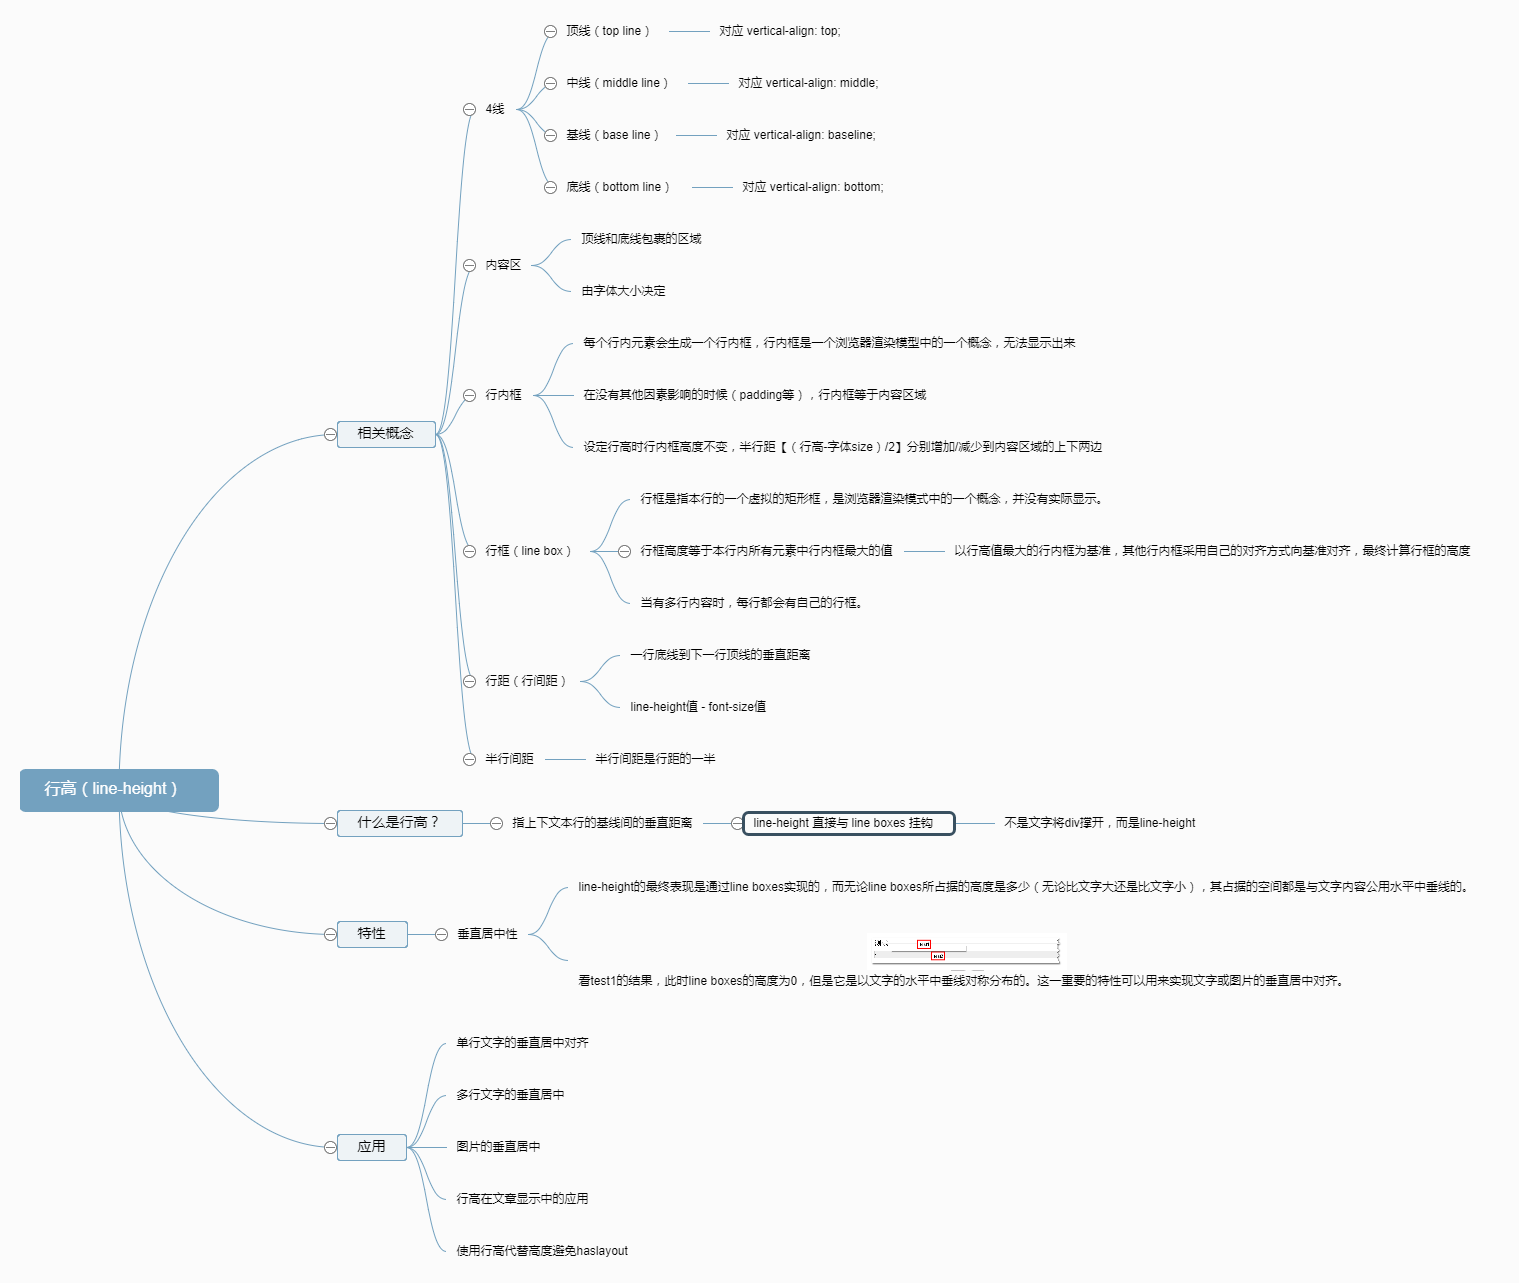 行高（line-height）
相关概念
4线
顶线（top line）
对应 vertical-align: top;
中线（middle line）
对应 vertical-align: middle;
基线（base line）
对应 vertical-align: baseline;
底线（bottom line）
对应 vertical-align: bottom;
内容区
顶线和底线包裹的区域
由字体大小决定
行内框
每个行内元素会生成一个行内框，行内框是一个浏览器渲染模型中的一个概念，无法显示出来
在没有其他因素影响的时候（padding等），行内框等于内容区域
设定行高时行内框高度不变，半行距【（行高-字体size）/2】分别增加/减少到内容区域的上下两边
行框（line box）
行框是指本行的一个虚拟的矩形框，是浏览器渲染模式中的一个概念，并没有实际显示。
行框高度等于本行内所有元素中行内框最大的值
以行高值最大的行内框为基准，其他行内框采用自己的对齐方式向基准对齐，最终计算行框的高度
当有多行内容时，每行都会有自己的行框。
行距（行间距）
一行底线到下一行顶线的垂直距离
line-height值 - font-size值
半行间距
半行间距是行距的一半
什么是行高？
指上下文本行的基线间的垂直距离
line-height 直接与 line boxes 挂钩
不是文字将div撑开，而是line-height
特性
垂直居中性
line-height的最终表现是通过line boxes实现的，而无论line boxes所占据的高度是多少（无论比文字大还是比文字小），其占据的空间都是与文字内容公用水平中垂线的。
看test1的结果，此时line boxes的高度为0，但是它是以文字的水平中垂线对称分布的。这一重要的特性可以用来实现文字或图片的垂直居中对齐。
应用
单行文字的垂直居中对齐
多行文字的垂直居中
图片的垂直居中
行高在文章显示中的应用
使用行高代替高度避免haslayout